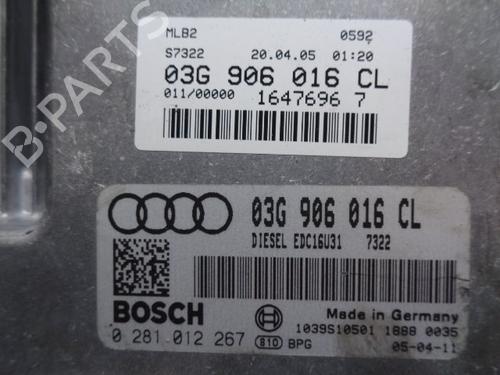 MLB2 0592
S7322 20.04.05 01:20
03G 906 016 CL
011/00000 1647696 7
B-PARTS
03G 906 016 CL
DIESEL EDC16U31 7322
BOSCH
Made in Germany
0 281 012 267
1039S10501 1888 0035
810 BPG 05-04-11